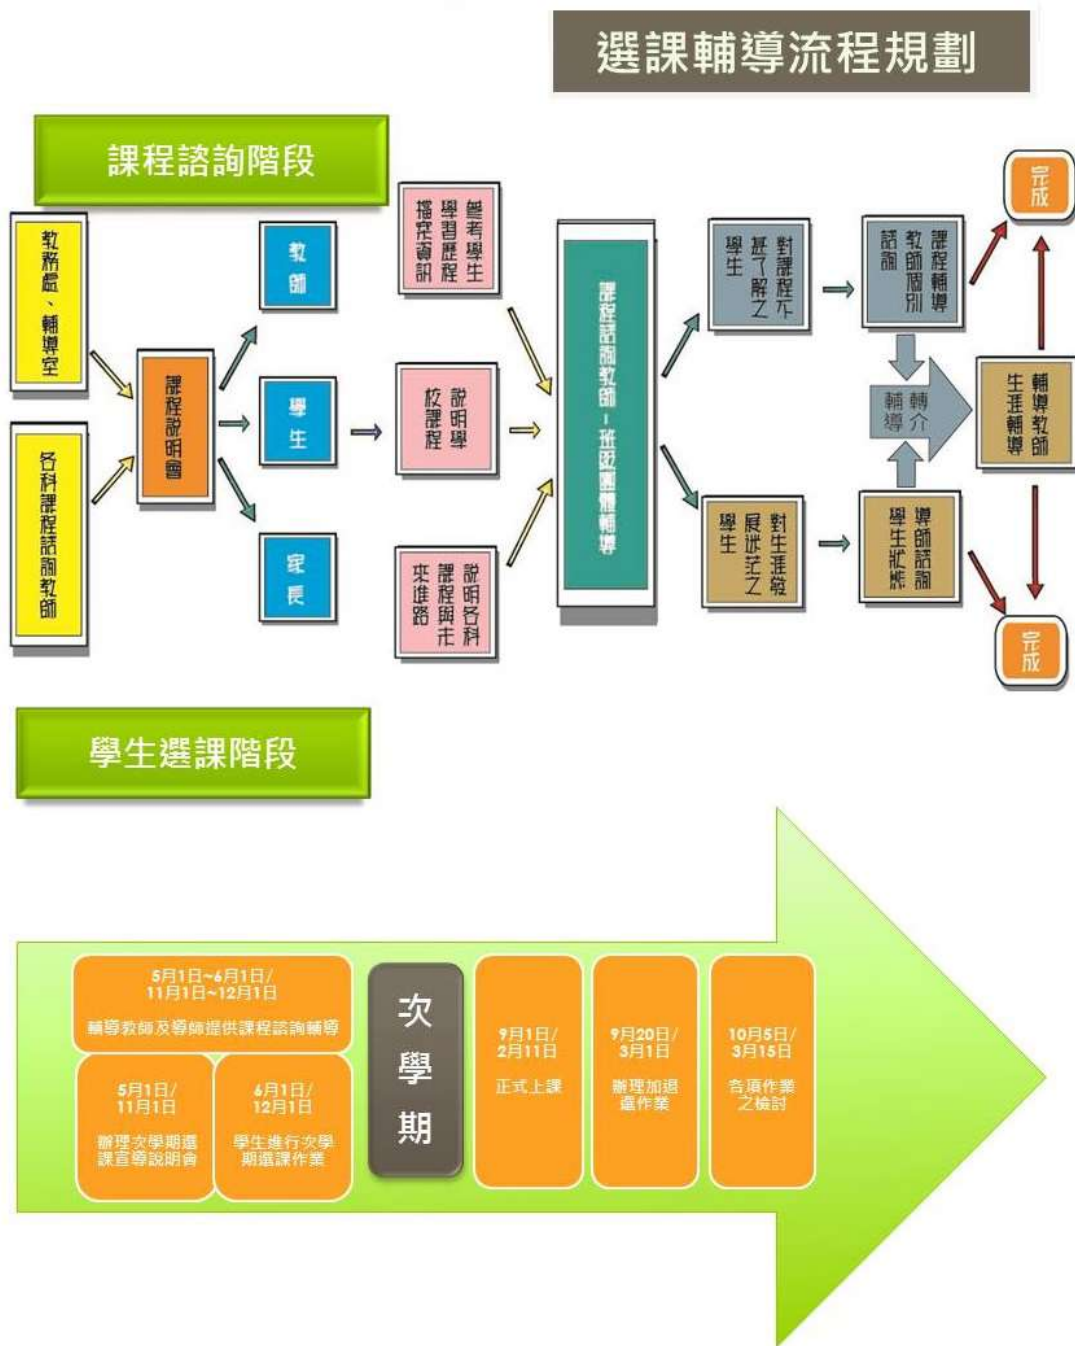 選課輔導流程規劃
課程諮詢階段
教務處、輔導室
各科課程諮詢教師
課程說明會
教師
學生
家長
參考學生
學習歷程
檔案資訊
說明學
校課程
說明各科
課程與未
來進路
課程諮詢教師-班級團體輔導
對課程不
甚了解之
學生
對生涯發
展迷茫之
學生
課程輔導
教師個別
諮詢
轉介
輔導
導師諮詢
學生狀態
輔導教師
生涯輔導
完成
完成
學生選課階段
5月1日~6月1日/
11月1日~12月1日
輔導教師及導師提供課程諮詢輔導
5月1日/
11月1日
辦理次學期選
課宣導說明會
6月1日/
12月1日
學生進行次學
期選課作業
次學期
9月1日/
2月11日
正式上課
9月20日/
3月1日
辦理加退
選作業
10月5日/
3月15日
各項作業
之檢討